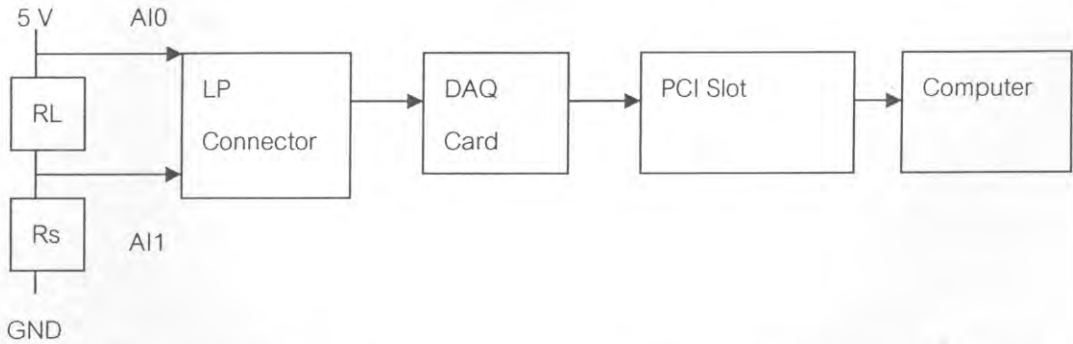 5 V
AI0
RL
LP
Connector
DAQ
Card
PCI Slot
Computer
Rs
AI1
GND